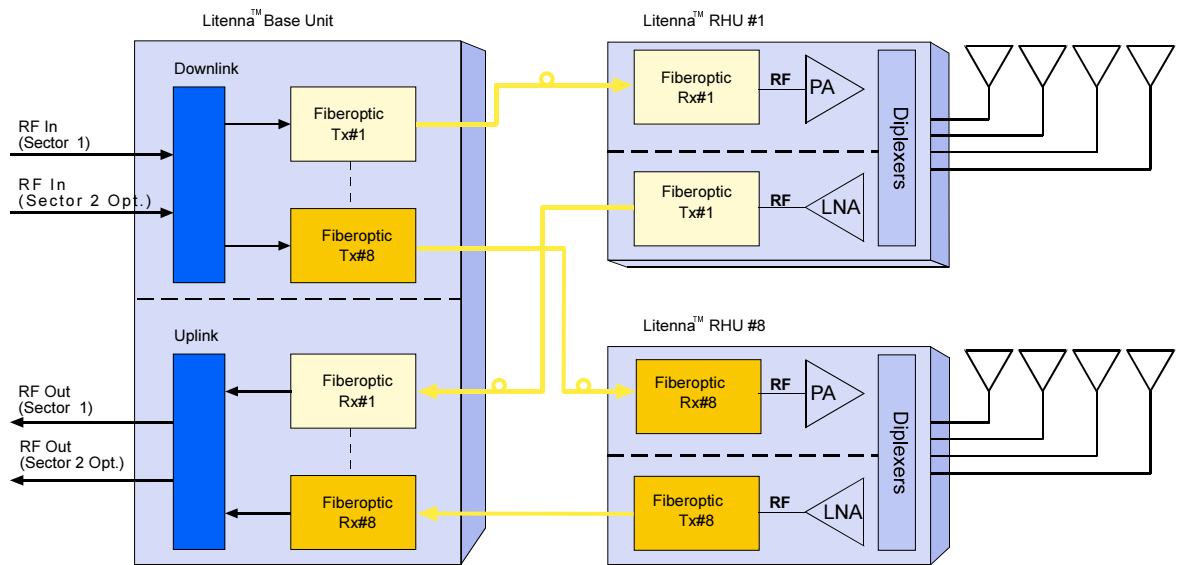 Litenna™ Base Unit
Downlink
RF In
(Sector 1)
RF In
(Sector 2 Opt.)
Fiberoptic
Tx#1
Fiberoptic
Tx#8
Uplink
RF Out
(Sector 1)
RF Out
(Sector 2 Opt.)
Fiberoptic
Rx#1
Fiberoptic
Rx#8
Litenna™ RHU #1
Fiberoptic
Rx#1
RF
PA
Diplexers
Fiberoptic
Tx#1
RF
LNA
Litenna™ RHU #8
Fiberoptic
Rx#8
RF
PA
Diplexers
Fiberoptic
Tx#8
RF
LNA